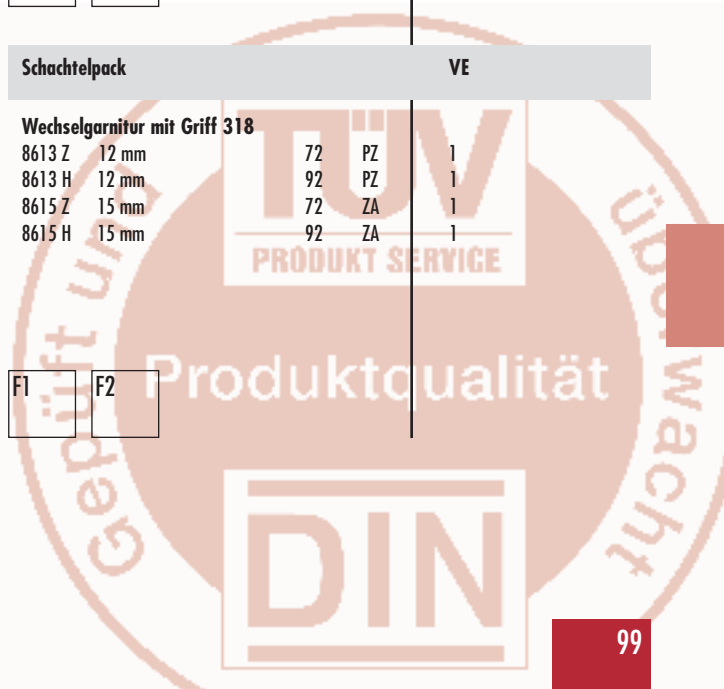 Schachtelpack VE
Wechselgarnitur mit Griff 318
8613 Z 12 mm 72 PZ 1
8613 H 12 mm 92 PZ 1
8615 Z 15 mm 72 ZA 1
8615 H 15 mm 92 ZA 1
F1 F2
TÜV
PRODUKT SERVICE
Produktqualität
Geprüft und
überwacht
DIN
99